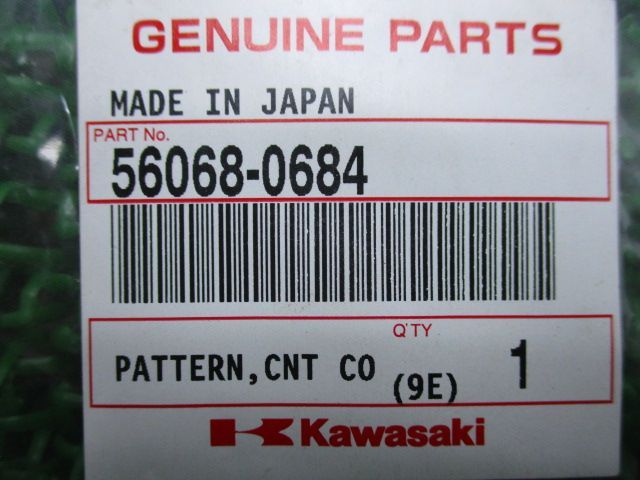 GENUINE PARTS
MADE IN JAPAN
PART No.
56068-0684
Q'TY
PATTERN,CNT CO (9E) 1
Kawasaki